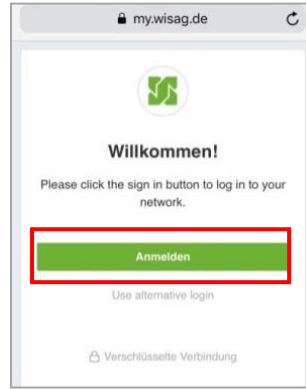 my.wisag.de
Willkommen!
Please click the sign in button to log in to your
network.
Anmelden
Use alternative login
Verschlüsselte Verbindung